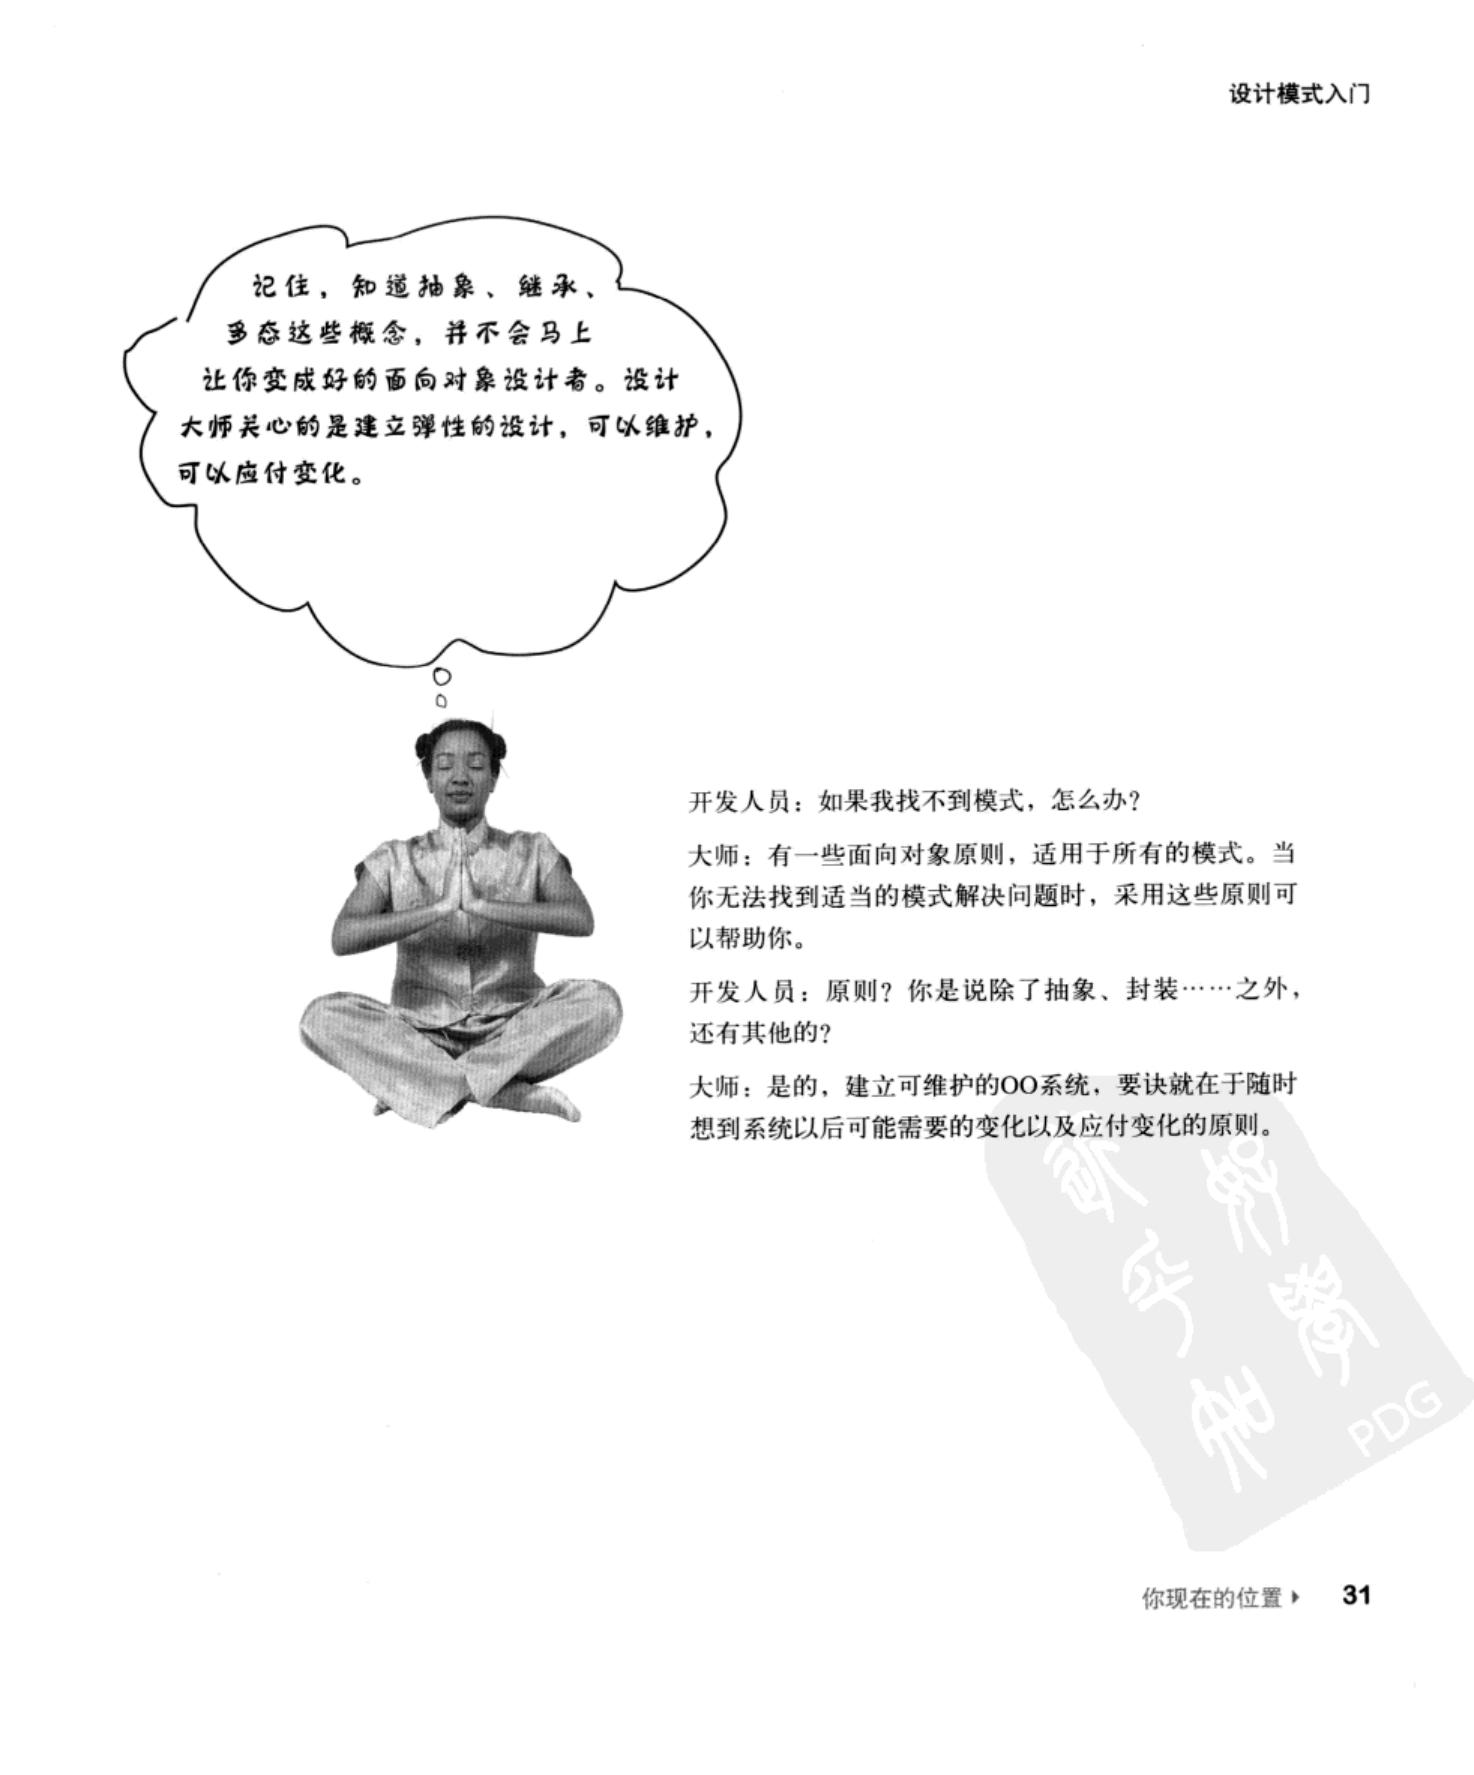 设计模式入门
记住，知道抽象、继承、
多态这些概念，并不会马上
让你变成好的面向对象设计者。设计
大师关心的是建立弹性的设计，可以维护，
可以应付变化。
开发人员：如果我找不到模式，怎么办？
大师：有一些面向对象原则，适用于所有的模式。当
你无法找到适当的模式解决问题时，采用这些原则可
以帮助你。
开发人员：原则？你是说除了抽象、封装……之外，
还有其他的？
大师：是的，建立可维护的OO系统，要诀就在于随时
想到系统以后可能需要的变化以及应付变化的原则。
PDG
你现在的位置 31